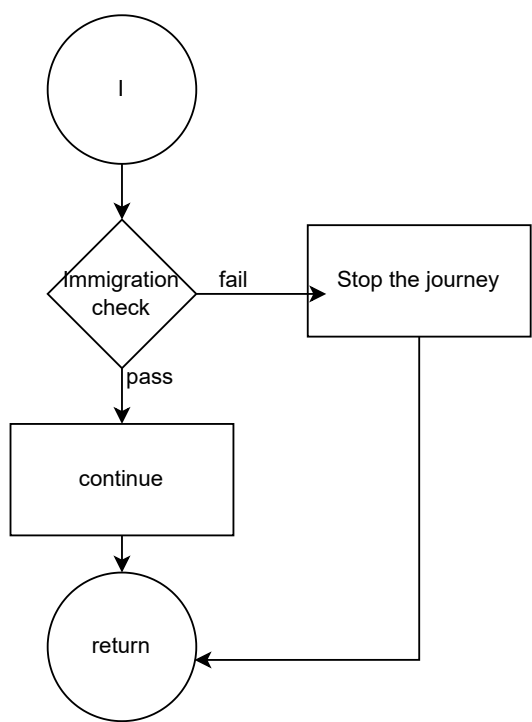 I
Immigration
check
fail
Stop the journey
pass
continue
return